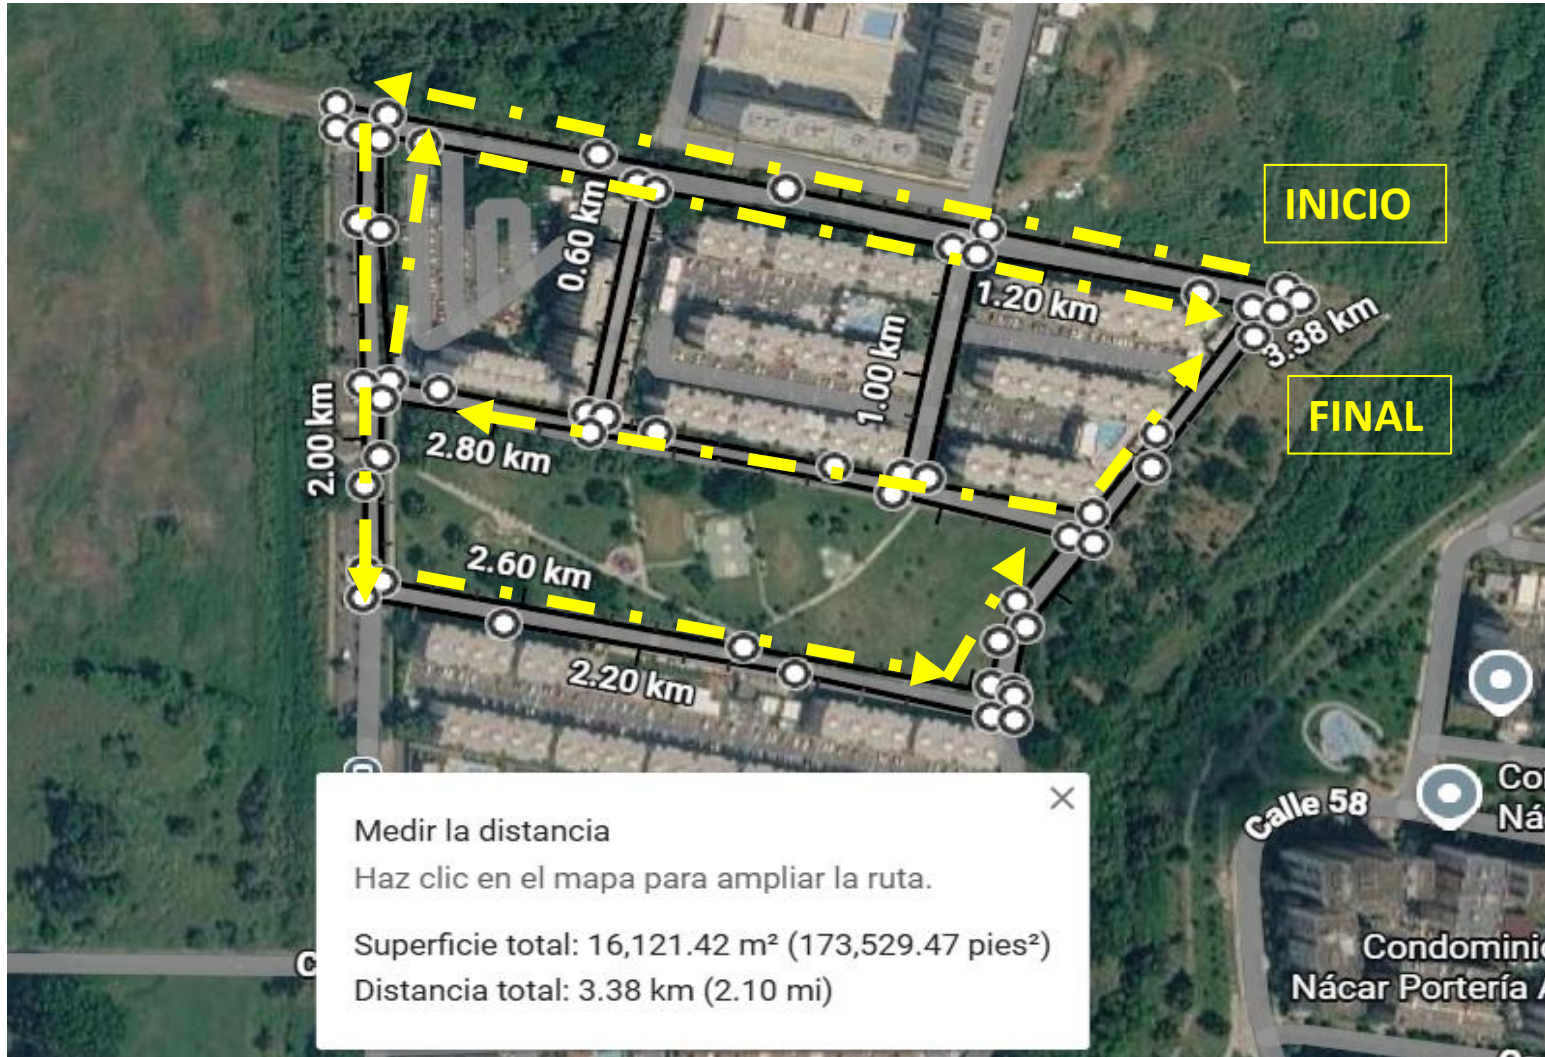 INICIO
0.60 km
1.20 km
3.38 km
1.00 km
FINAL
2.00 km
2.80 km
2.60 km
2.20 km
Medir la distancia
Haz clic en el mapa para ampliar la ruta.
Superficie total: 16,121.42 m² (173,529.47 pies²)
Distancia total: 3.38 km (2.10 mi)
Calle 58
Co
Ná
C
Condominio
Nácar Portería A